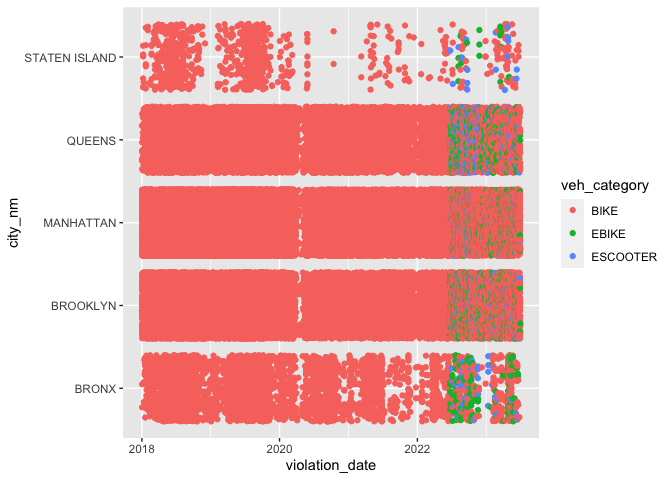 STATEN ISLAND
QUEENS
MANHATTAN
BROOKLYN
BRONX
city_nm
2018
2020
2022
violation_date
veh_category
BIKE
EBIKE
ESCOOTER